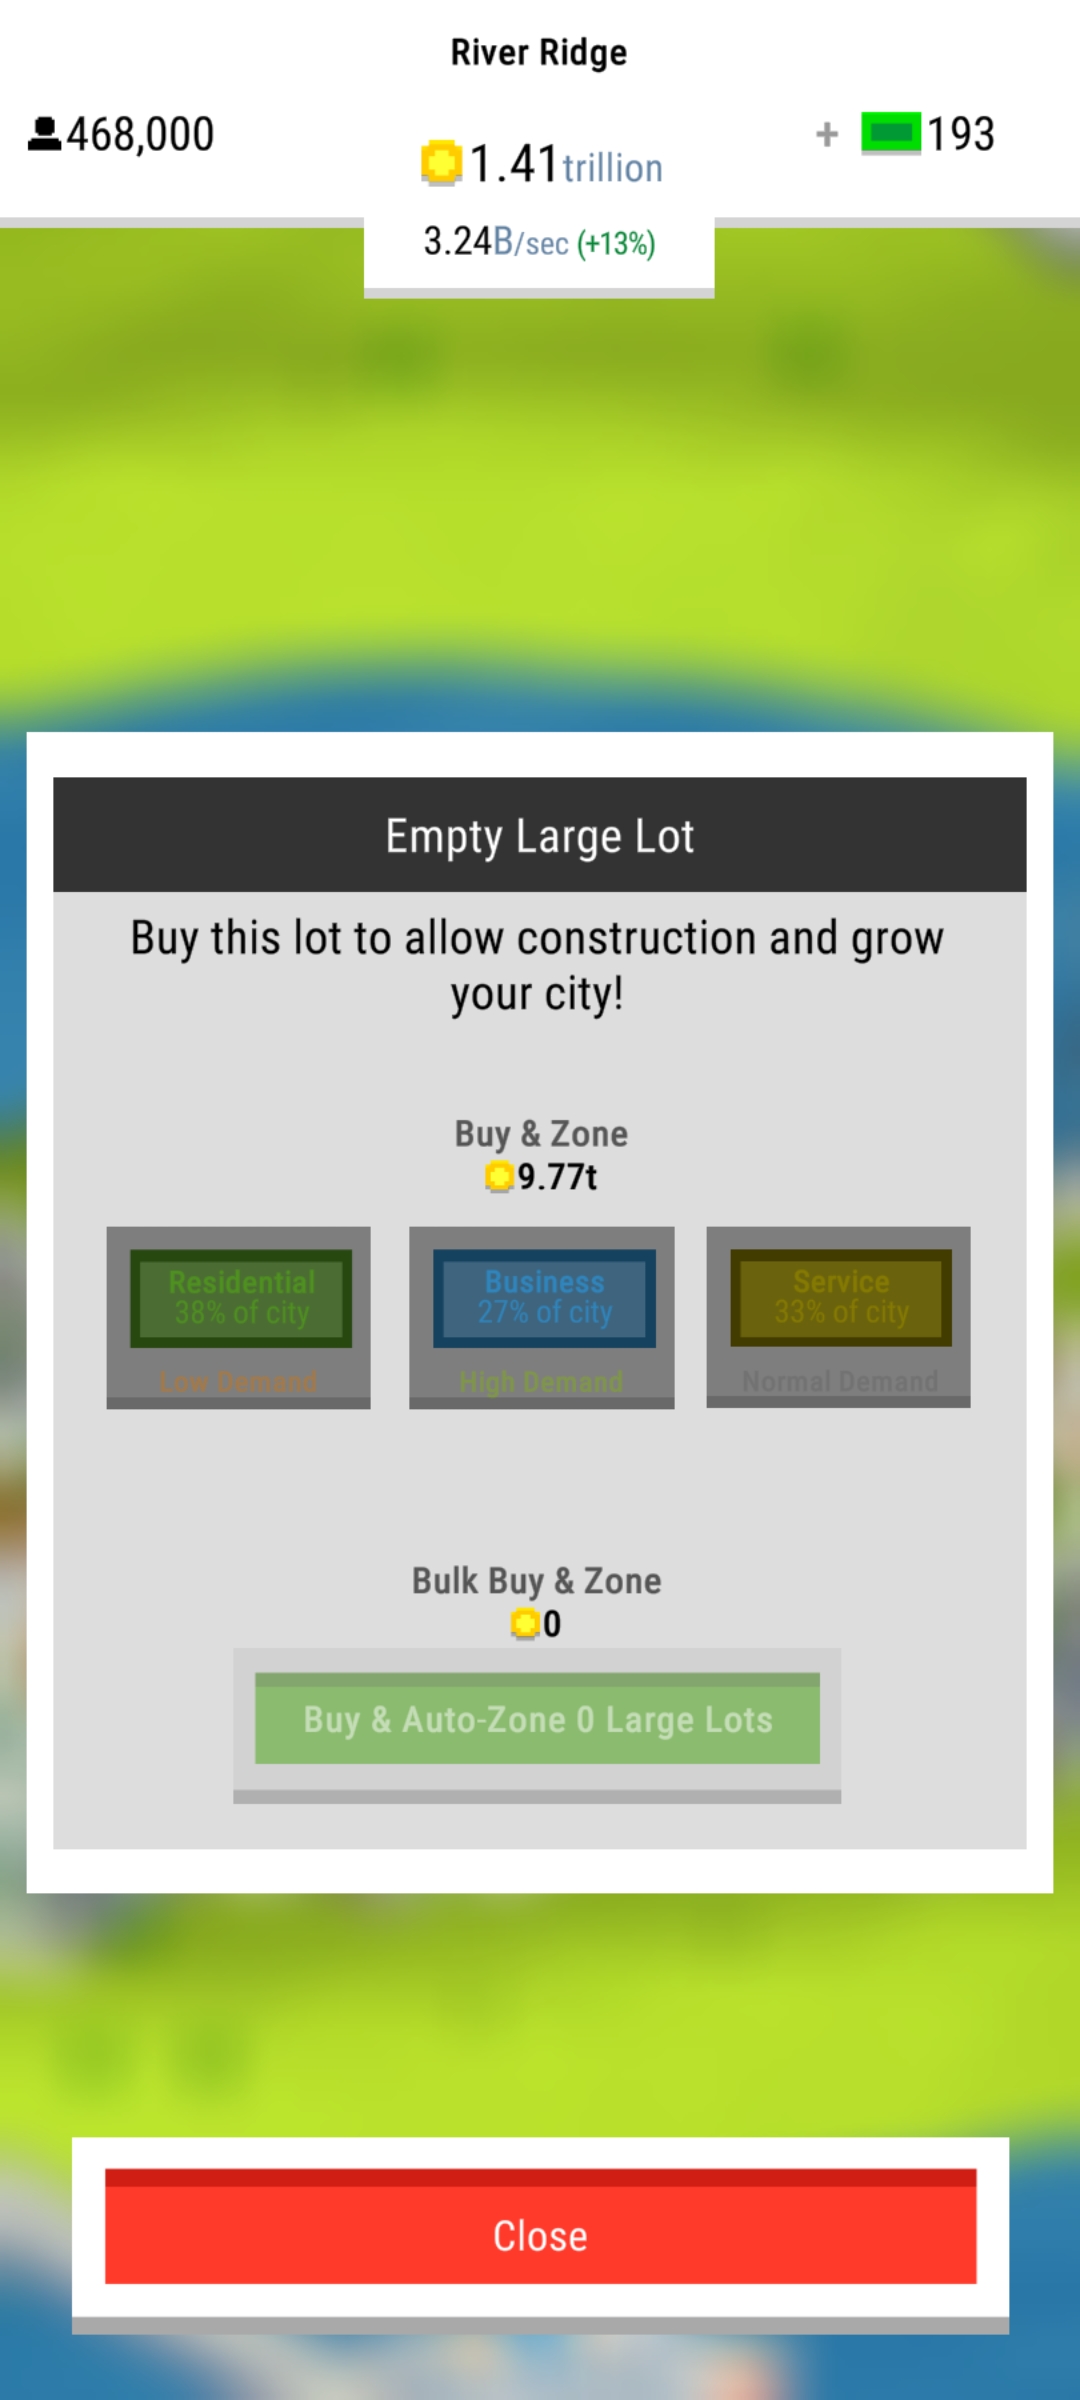 River Ridge
468,000
1.41 trillion
+ 193
3.24B/sec (+13%)
Empty Large Lot
Buy this lot to allow construction and grow
your city!
Buy & Zone
9.77t
Residential
38% of city
Low Demand
Business
27% of city
High Demand
Service
33% of city
Normal Demand
Bulk Buy & Zone
0
Buy & Auto-Zone 0 Large Lots
Close